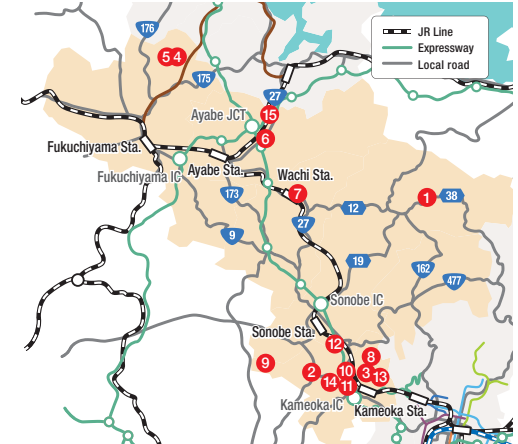 JR Line
Expressway
Local road
176
5 4
175
27
Ayabe JCT
15
6
Fukuchiyama Sta.
Ayabe Sta.
Wachi Sta.
Fukuchiyama IC
173
7
1
38
12
27
9
19
162
477
Sonobe IC
Sonobe Sta.
12
8
9
2
10
3
13
14
11
Kameoka IC
Kameoka Sta.